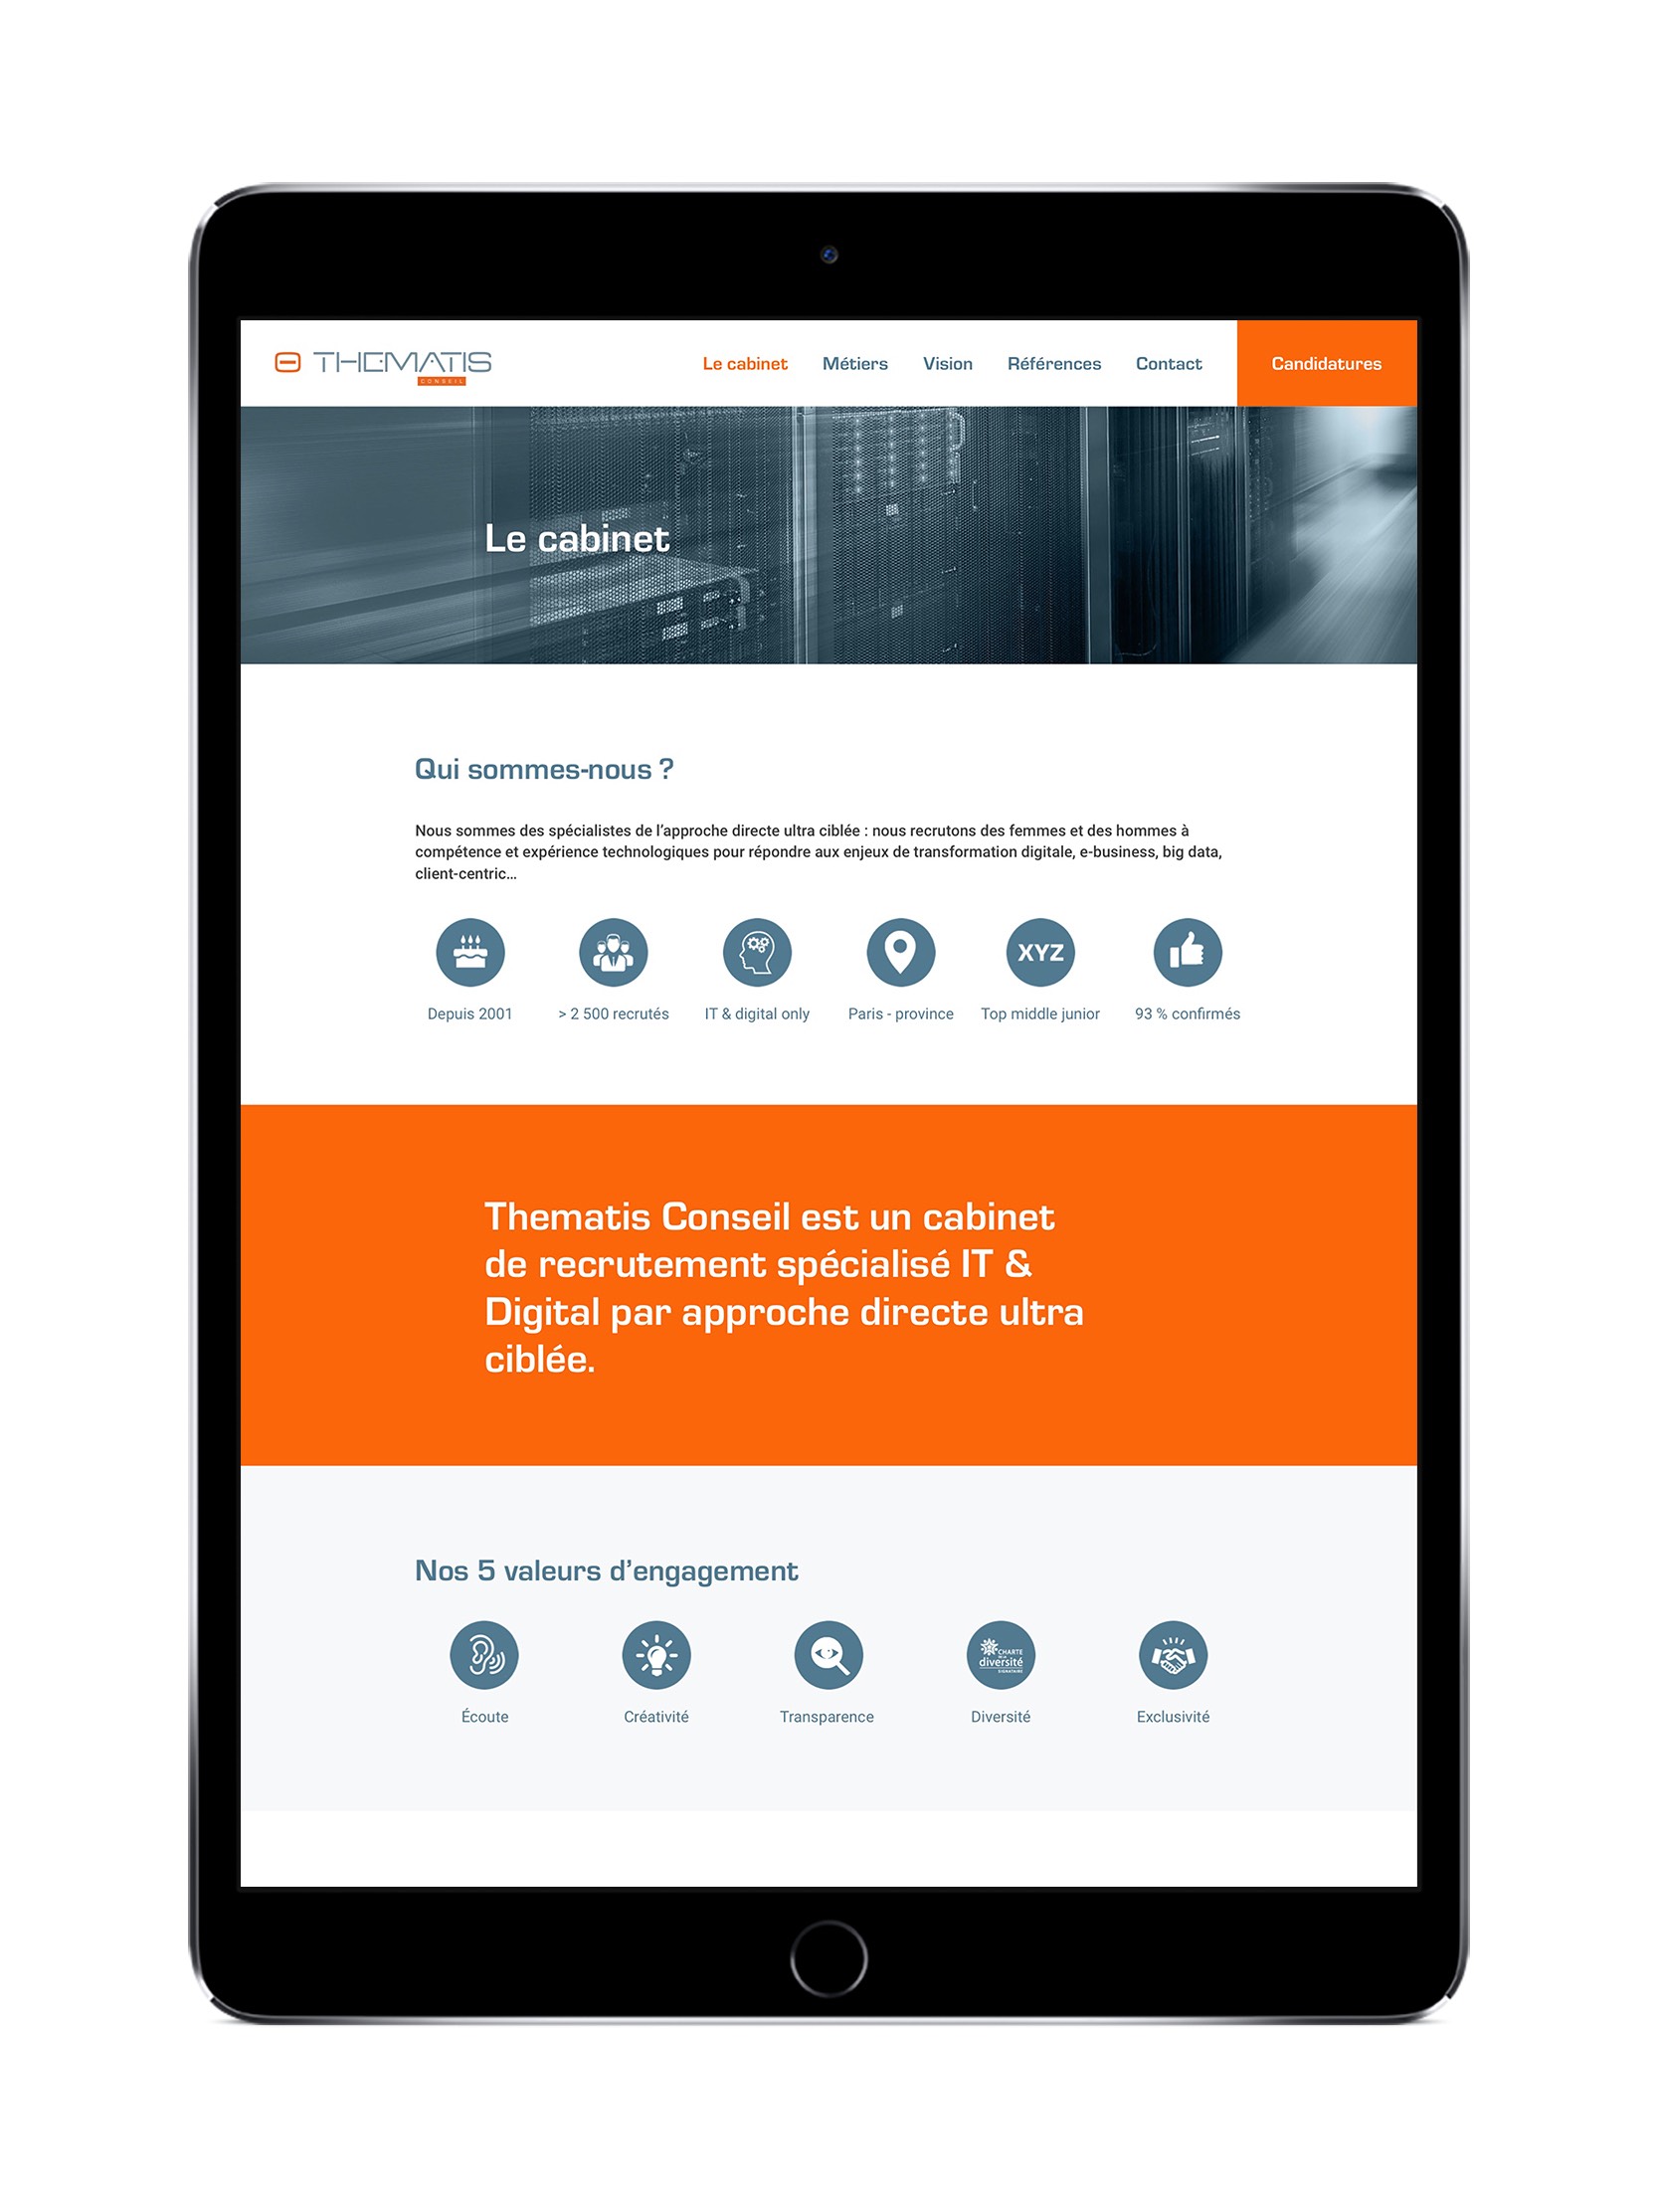 THEMATIS
CONSEIL
Le cabinet Métiers Vision Références Contact Candidatures
Le cabinet
Qui sommes-nous ?
Nous sommes des spécialistes de l’approche directe ultra ciblée : nous recrutons des femmes et des hommes à
compétence et expérience technologiques pour répondre aux enjeux de transformation digitale, e-business, big data,
client-centric…
XYZ
Depuis 2001 > 2 500 recrutés IT & digital only Paris - province Top middle junior 93 % confirmés
Thematis Conseil est un cabinet
de recrutement spécialisé IT &
Digital par approche directe ultra
ciblée.
Nos 5 valeurs d’engagement
CHARTE
diversité
SIGNATAIRE
Écoute Créativité Transparence Diversité Exclusivité